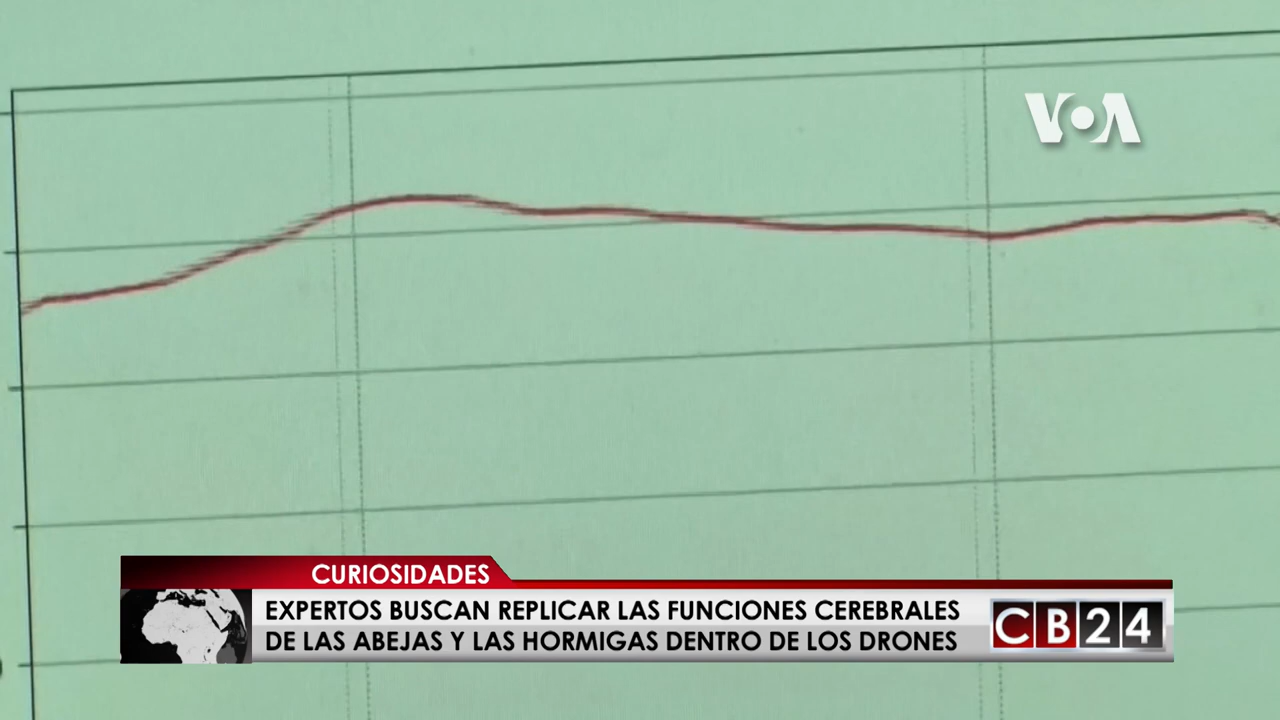 VOA
CURIOSIDADES
EXPERTOS BUSCAN REPLICAR LAS FUNCIONES CEREBRALES
DE LAS ABEJAS Y LAS HORMIGAS DENTRO DE LOS DRONES
CB24